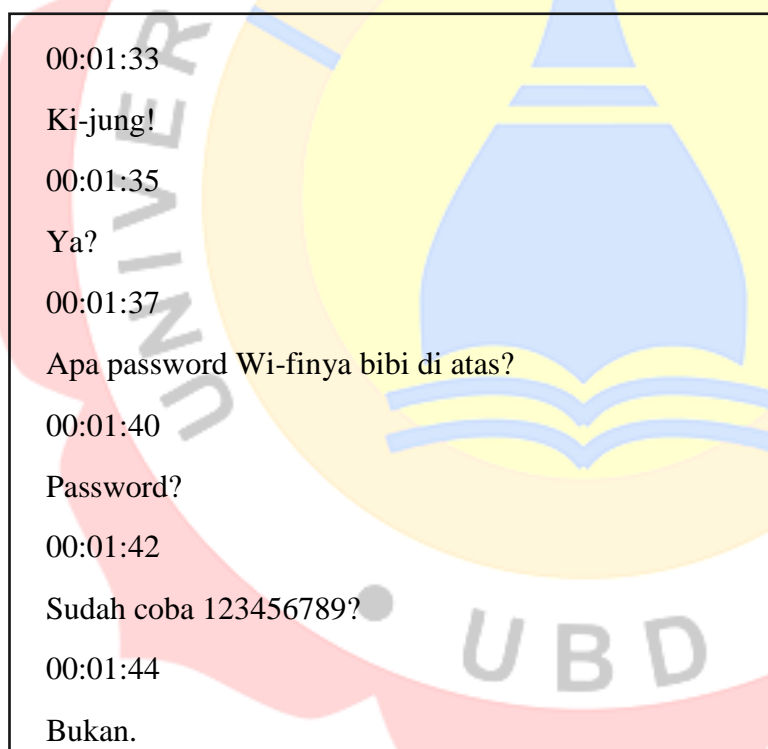 00:01:33
Ki-jung!
00:01:35
Ya?
00:01:37
Apa password Wi-finya bibi di atas?
00:01:40
Password?
00:01:42
Sudah coba 123456789?
00:01:44
Bukan.
UNIVER
UBD